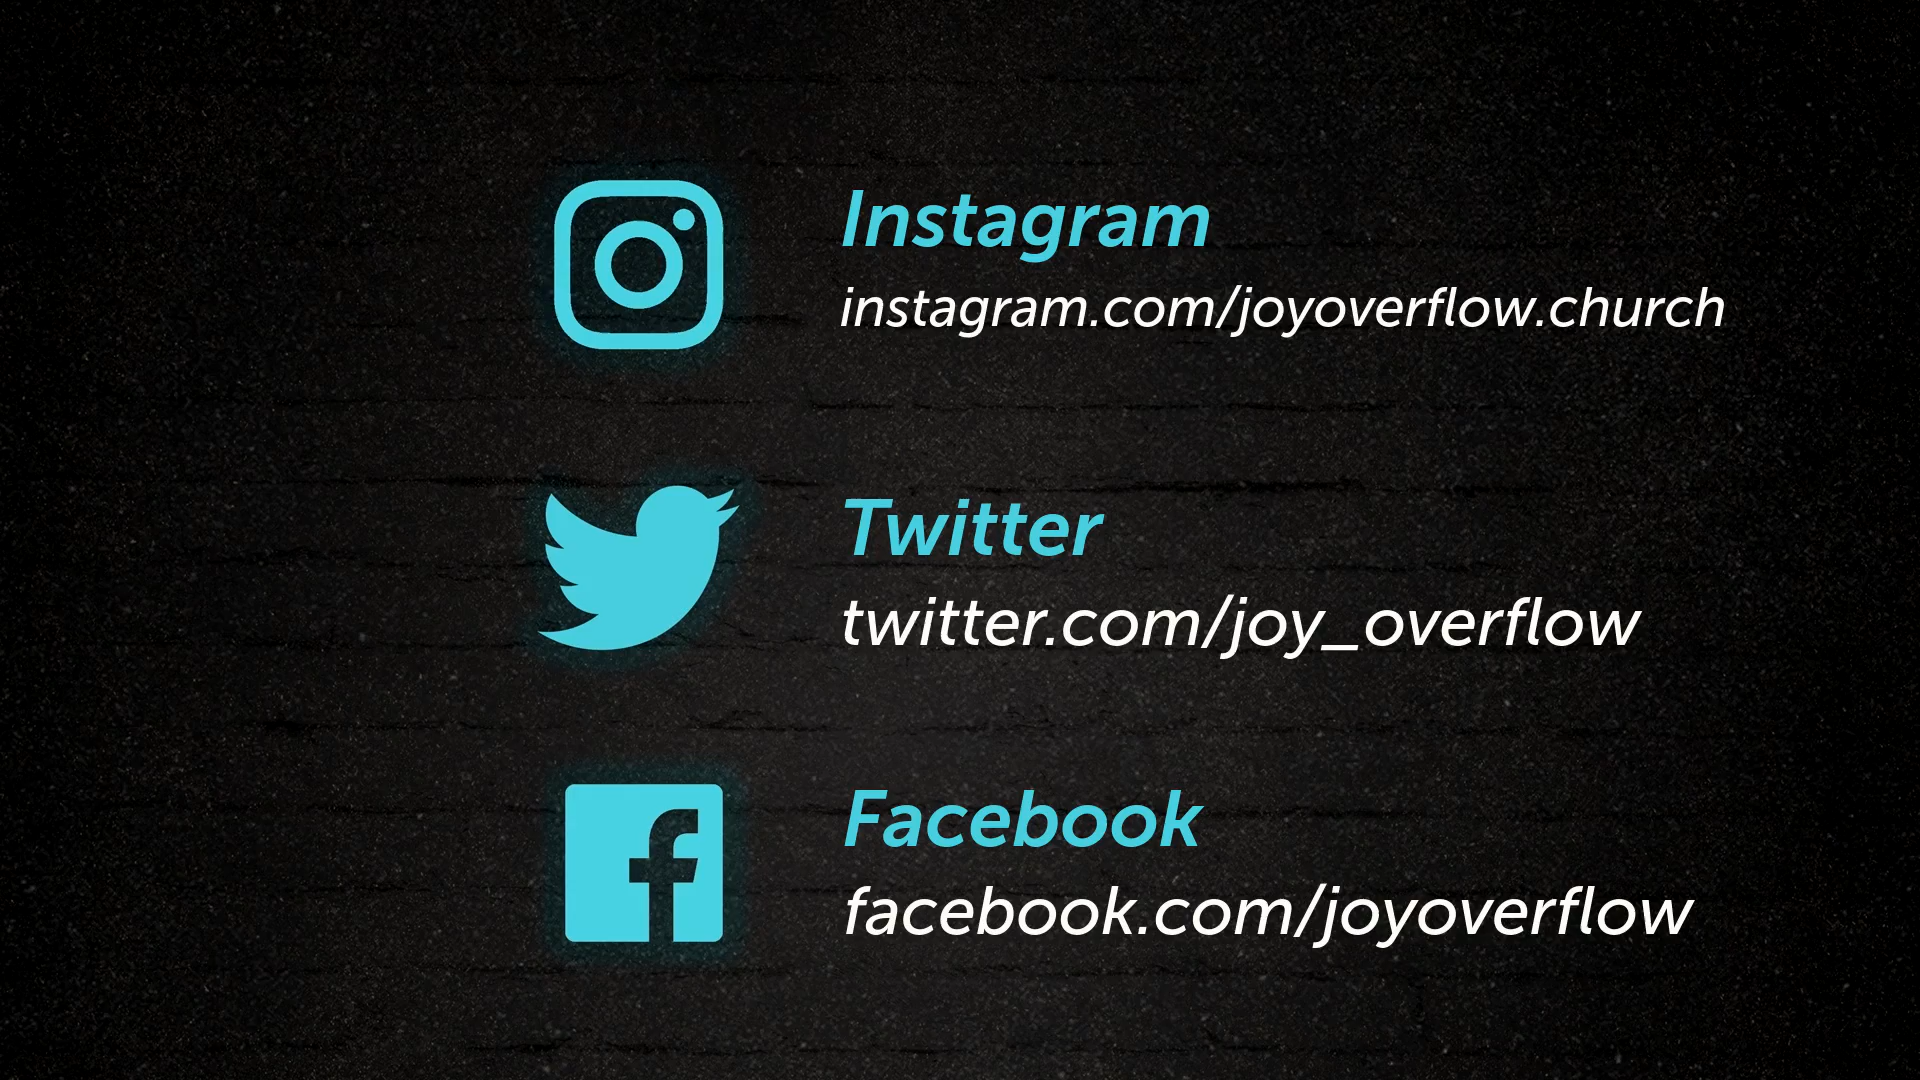 Instagram
instagram.com/joyoverflow.church
Twitter
twitter.com/joy_overflow
Facebook
facebook.com/joyoverflow